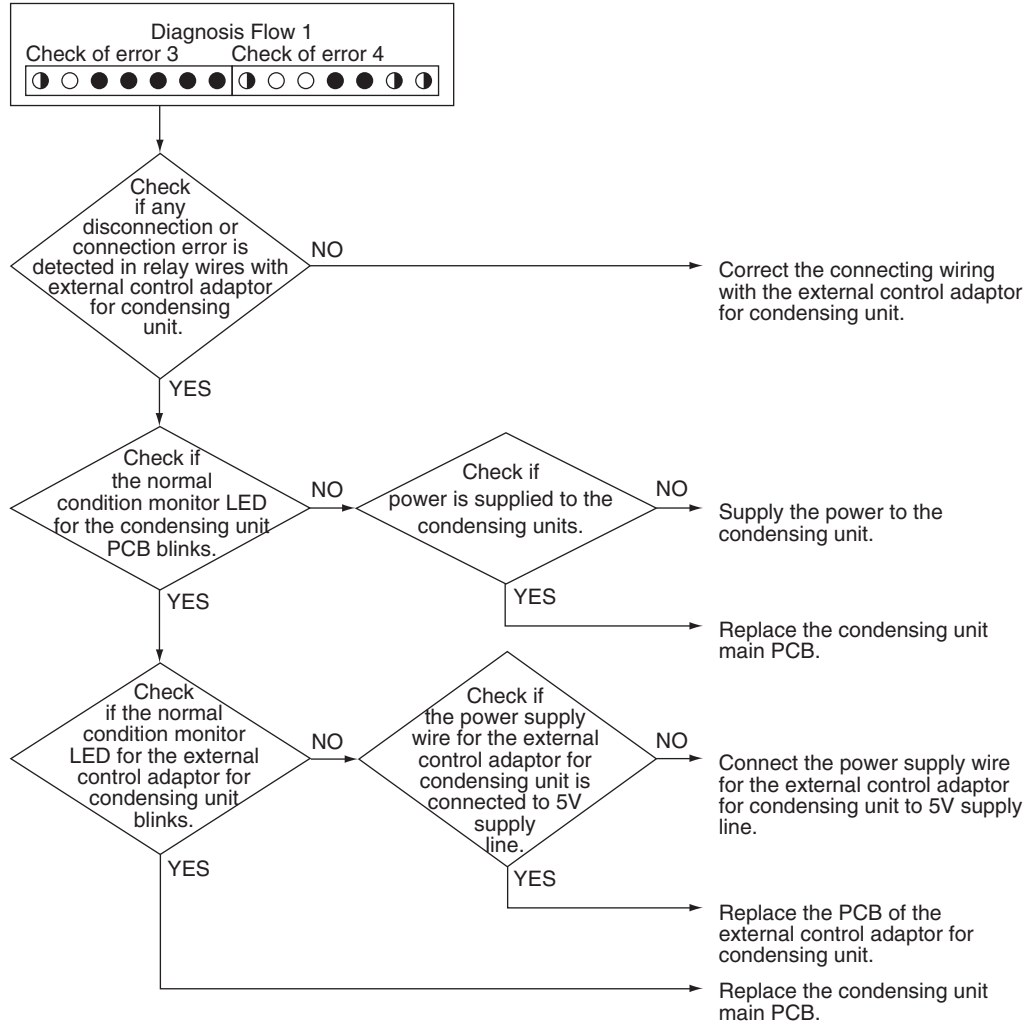 Diagnosis Flow 1
Check of error 3 Check of error 4
Check
if any
disconnection or
connection error is
detected in relay wires with
external control adaptor
for condensing
unit.
NO
Correct the connecting wiring
with the external control adaptor
for condensing unit.
YES
Check if
the normal
condition monitor LED
for the condensing unit
PCB blinks.
NO
Check if
power is supplied to the
condensing units.
NO
Supply the power to the
condensing unit.
YES
YES
Replace the condensing unit
main PCB.
Check
if the normal
condition monitor
LED for the external
control adaptor for
condensing unit
blinks.
NO
Check if
the power supply
wire for the external
control adaptor for
condensing unit is
connected to 5V
supply
line.
NO
Connect the power supply wire
for the external control adaptor
for condensing unit to 5V supply
line.
YES
YES
Replace the PCB of the
external control adaptor for
condensing unit.
Replace the condensing unit
main PCB.